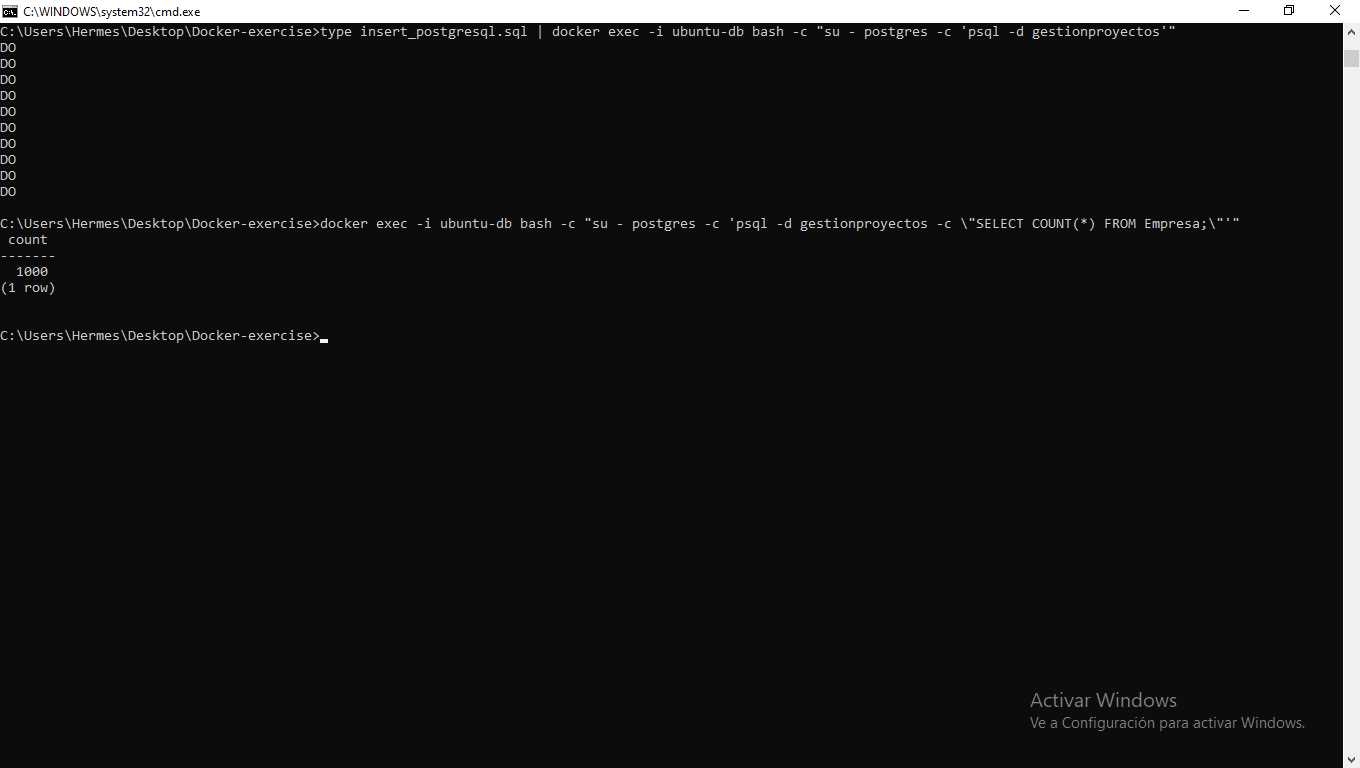 C:\WINDOWS\system32\cmd.exe
C:\Users\Hermes\Desktop\Docker-exercise>type insert_postgresql.sql | docker exec -i ubuntu-db bash -c "su - postgres -c 'psql -d gestionproyectos'"
DO
DO
DO
DO
DO
DO
DO
DO
DO
DO
C:\Users\Hermes\Desktop\Docker-exercise>docker exec -i ubuntu-db bash -c "su - postgres -c 'psql -d gestionproyectos -c \"SELECT COUNT(*) FROM Empresa;\"'"
count
-------
1000
(1 row)
C:\Users\Hermes\Desktop\Docker-exercise>
Activar Windows
Ve a Configuración para activar Windows.